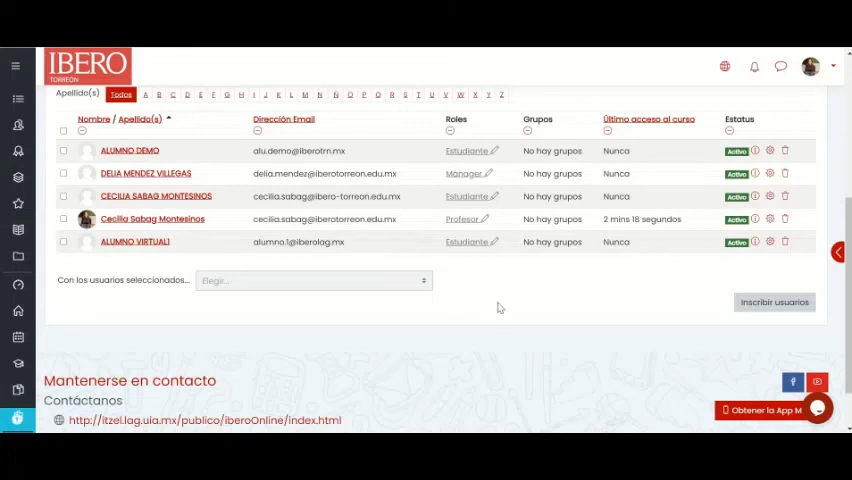 IBERO
TORREON
Apellido(s) Todos A B C D E F G H I J K L M N Ñ O P Q R S T U V W X Y Z
Nombre / Apellido(s) Dirección Email Roles Grupos Último acceso al curso Estatus
ALUMNO DEMO alu.demo@iberotrn.mx Estudiante No hay grupos Nunca Activo
DELIA MENDEZ VILLEGAS delia.mendez@iberotorreon.edu.mx Mánager No hay grupos Nunca Activo
CECILIA SABAG MONTESINOS cecilia.sabag@ibero-torreon.edu.mx Estudiante No hay grupos Nunca Activo
Cecilia Sabag Montesinos cecilia.sabag@iberotorreon.edu.mx Profesor No hay grupos 2 mins 18 segundos Activo
ALUMNO VIRTUAL1 alumno.1@iberolag.mx Estudiante No hay grupos Nunca Activo
Con los usuarios seleccionados... Elegir...
Inscribir usuarios
Mantenerse en contacto
Contáctanos
http://itzel.lag.uia.mx/publico/iberoOnline/index.html
Obtener la App M